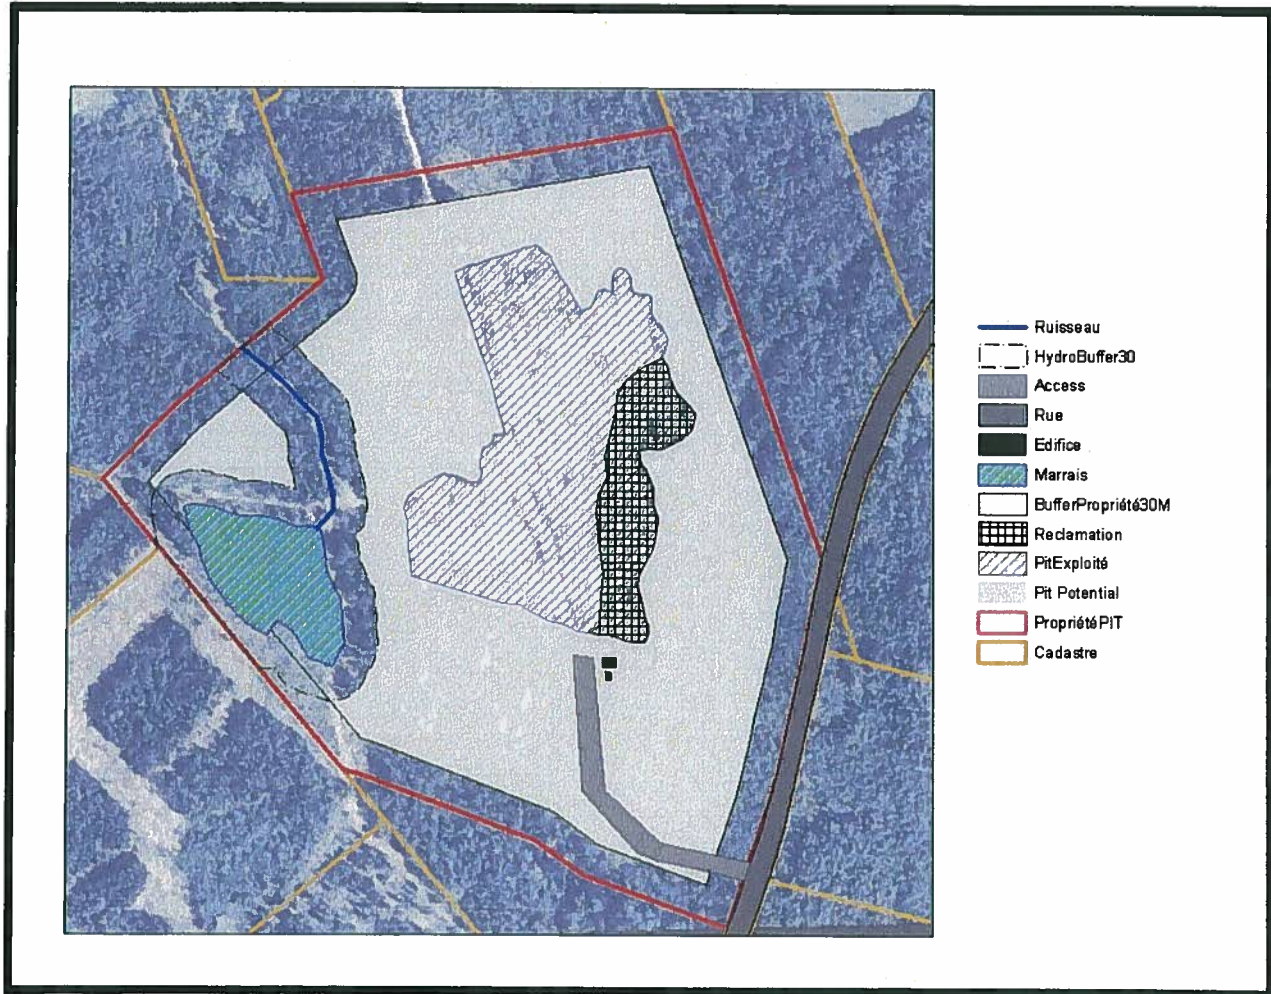 Ruisseau
HydroBuffer30
Access
Rue
Edifice
Marrais
BufferPropriété30M
Reclamation
PitExploité
Pit Potential
PropriétéPIT
Cadastre